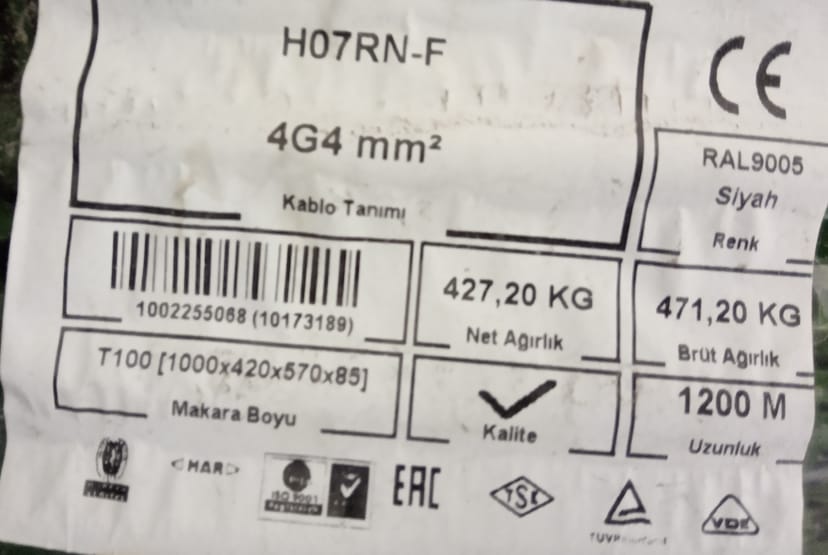 H07RN-F
4G4 mm²
Kablo Tanımı
CE
RAL9005
Siyah
Renk
1002255068 (10173189)
427,20 KG
Net Ağırlık
471,20 KG
Brüt Ağırlık
T100 [1000x420x570x85]
Makara Boyu
Kalite
1200 M
Uzunluk
<HAR>
ISO 9001
EAC
TSE
TUV
VDE